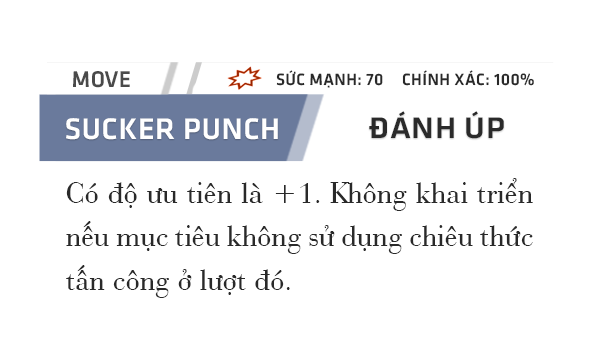 MOVE SỨC MẠNH: 70 CHÍNH XÁC: 100%
SUCKER PUNCH ĐÁNH ÚP
Có độ ưu tiên là +1. Không khai triển
nếu mục tiêu không sử dụng chiêu thức
tấn công ở lượt đó.